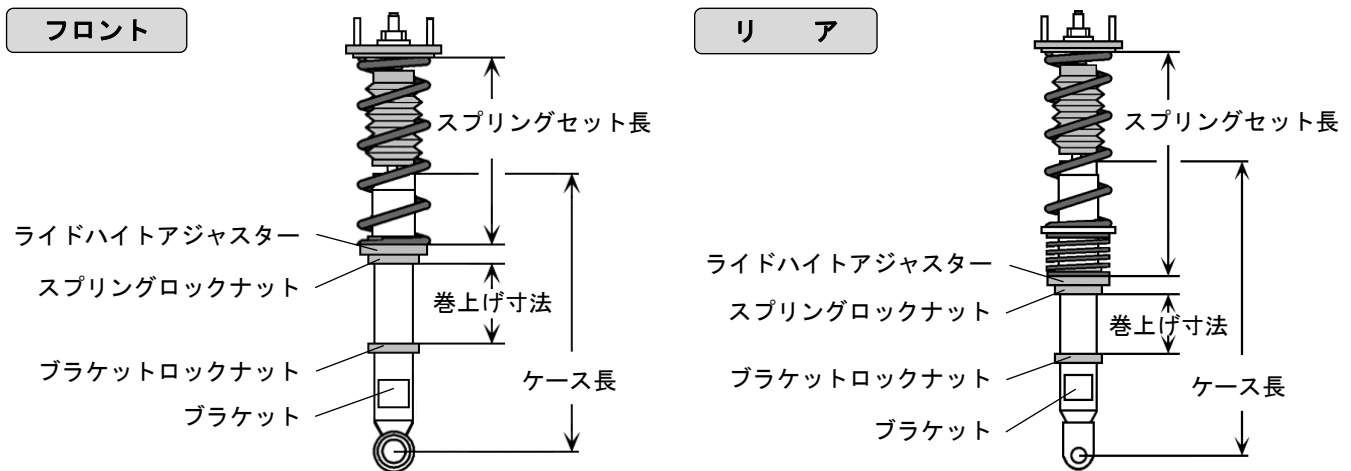 フロント
スプリングセット長
ライドハイトアジャスター
スプリングロックナット
巻上げ寸法
ブラケットロックナット
ケース長
ブラケット
リ　ア
スプリングセット長
ライドハイトアジャスター
スプリングロックナット
巻上げ寸法
ブラケットロックナット
ケース長
ブラケット